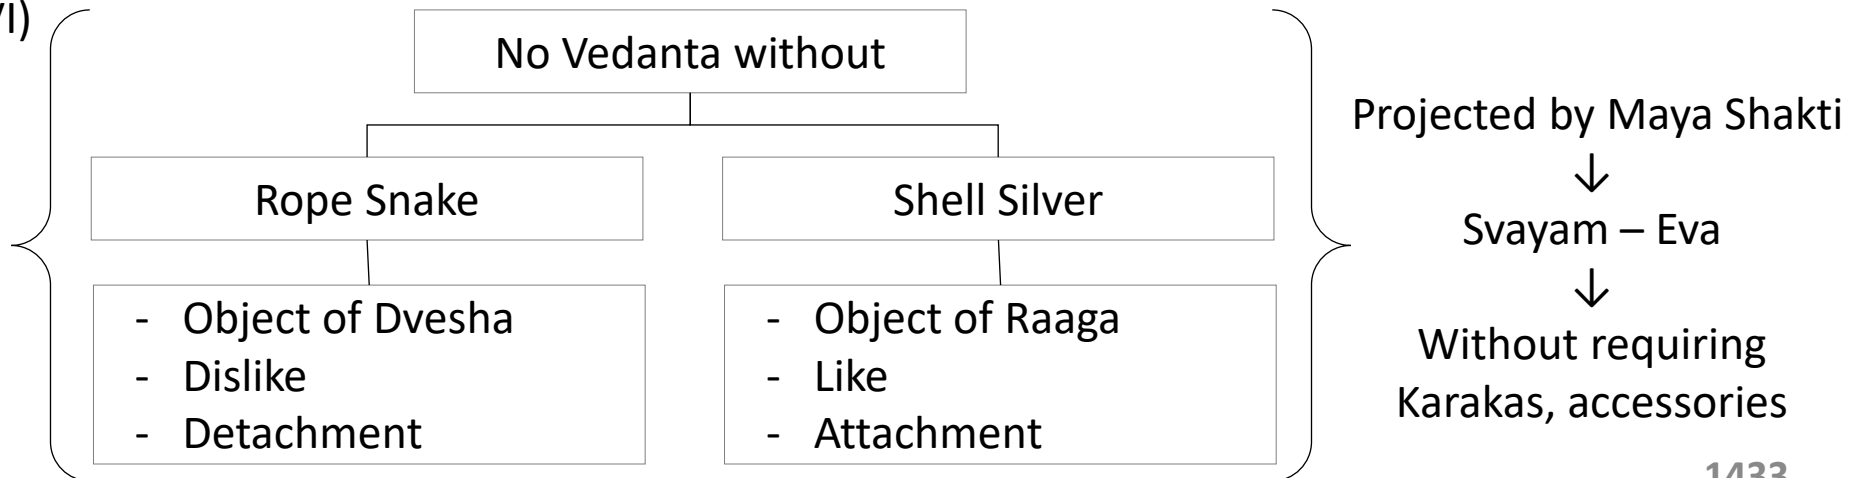 No Vedanta without
Rope Snake
Shell Silver
- Object of Dvesha
- Dislike
- Detachment
- Object of Raaga
- Like
- Attachment
Projected by Maya Shakti
↓
Svayam – Eva
↓
Without requiring
Karakas, accessories
1433